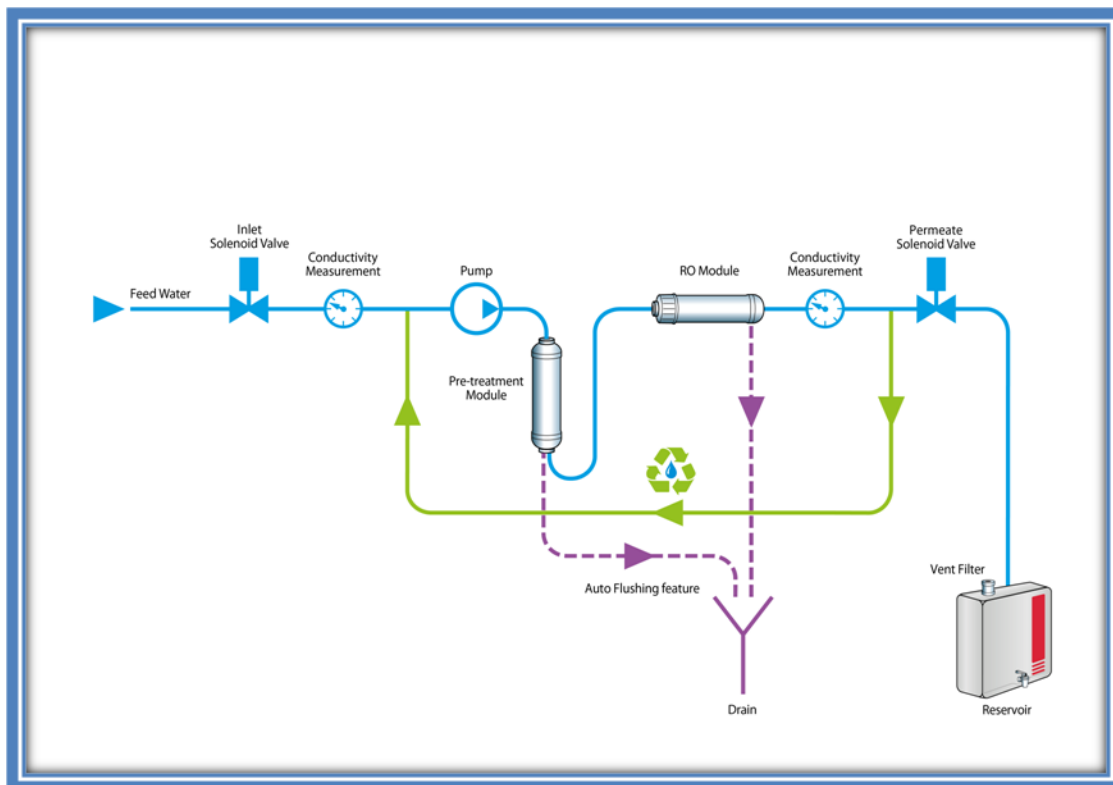 Inlet
Solenoid Valve
Conductivity
Measurement
Pump
RO Module
Conductivity
Measurement
Permeate
Solenoid Valve
Feed Water
Pre-treatment
Module
Vent Filter
Auto Flushing feature
Drain
Reservoir